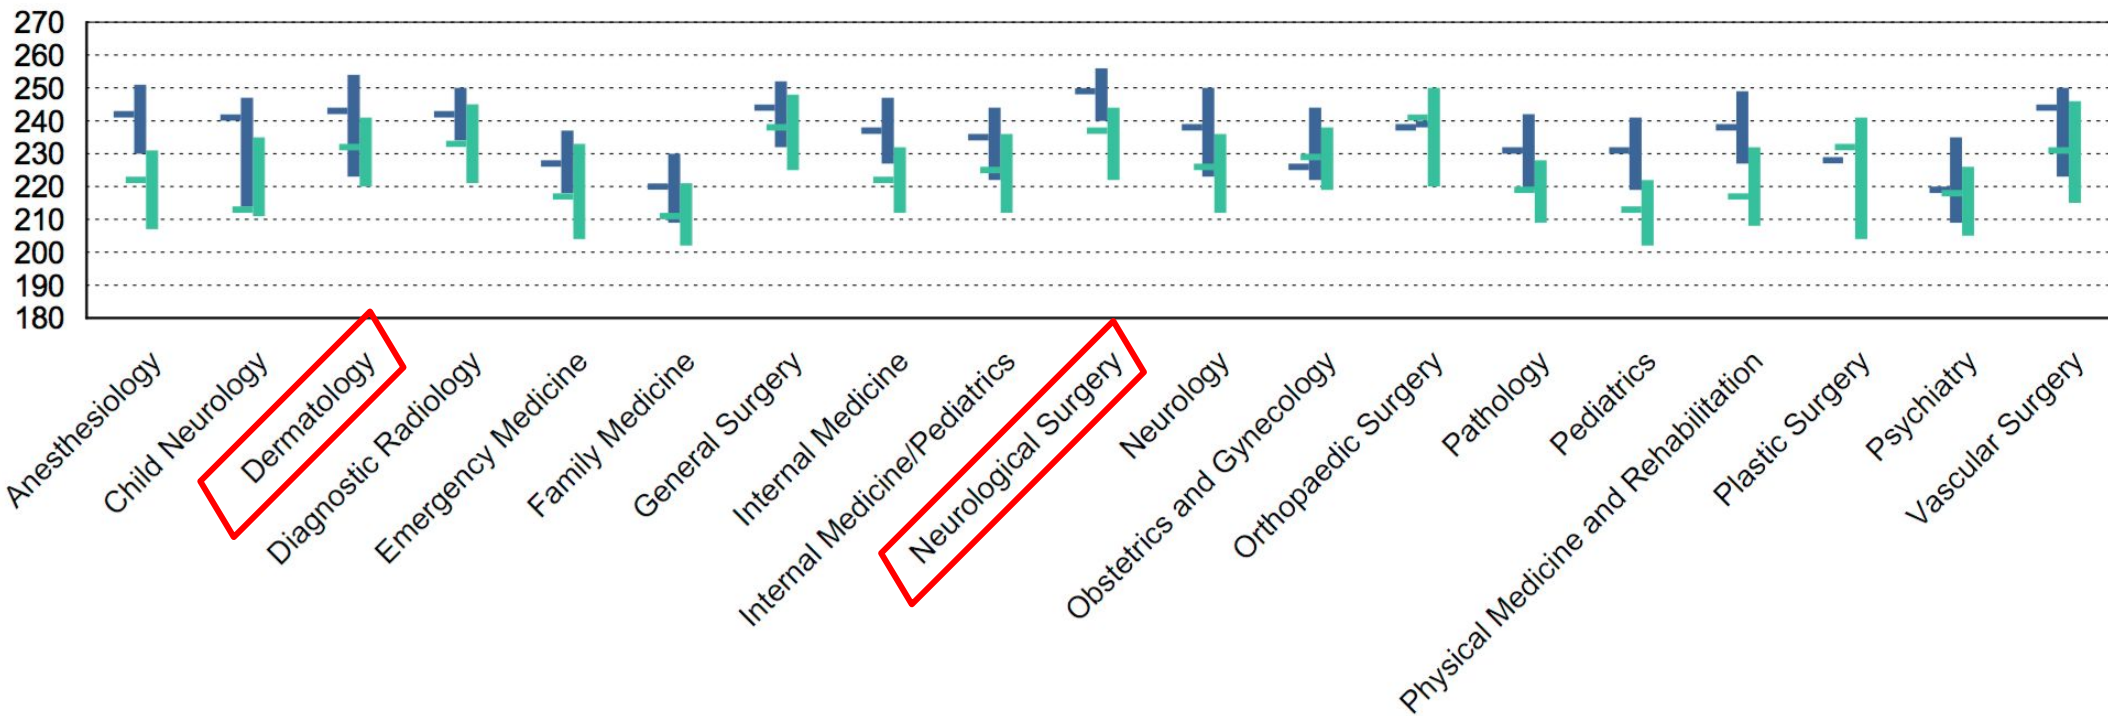 270
260
250
240
230
220
210
200
190
180
Anesthesiology
Child Neurology
Dermatology
Diagnostic Radiology
Emergency Medicine
Family Medicine
General Surgery
Internal Medicine
Internal Medicine/Pediatrics
Neurological Surgery
Neurology
Obstetrics and Gynecology
Orthopaedic Surgery
Pathology
Pediatrics
Physical Medicine and Rehabilitation
Plastic Surgery
Psychiatry
Vascular Surgery